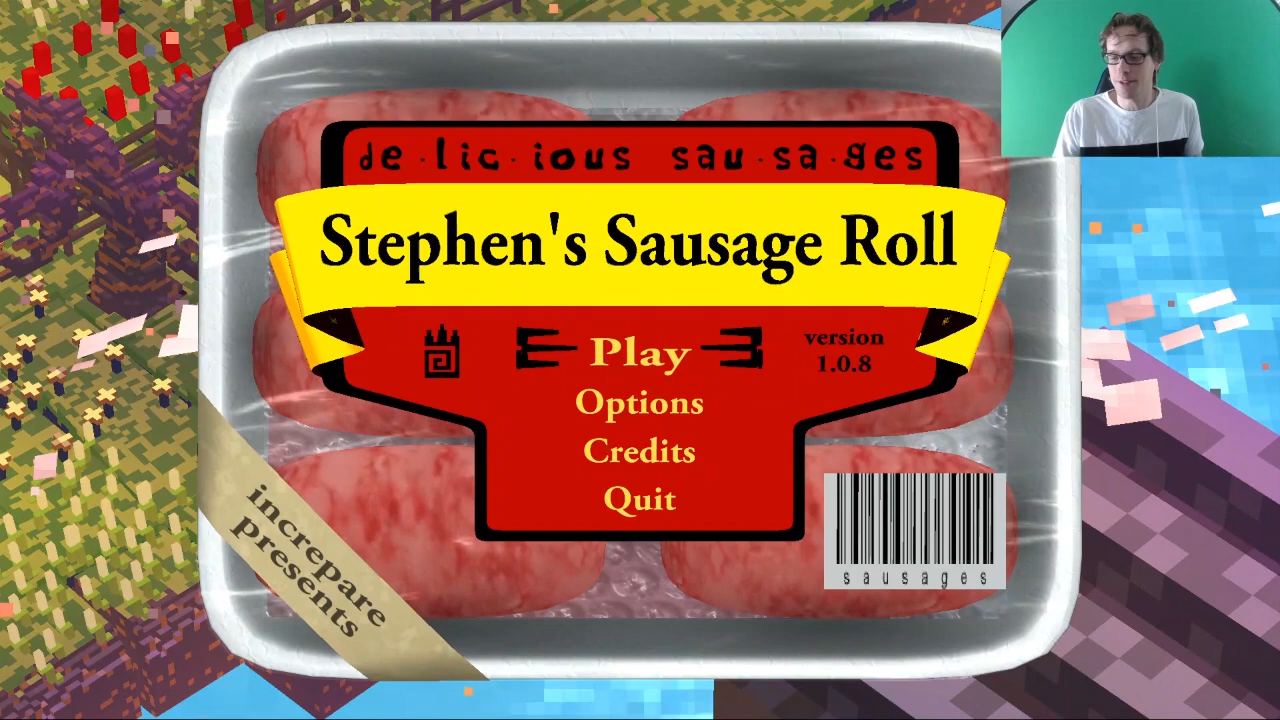 de·lic·ious sau·sa·ges
Stephen's Sausage Roll
Play
version
1.0.8
Options
Credits
Quit
increpare
presents
sausages